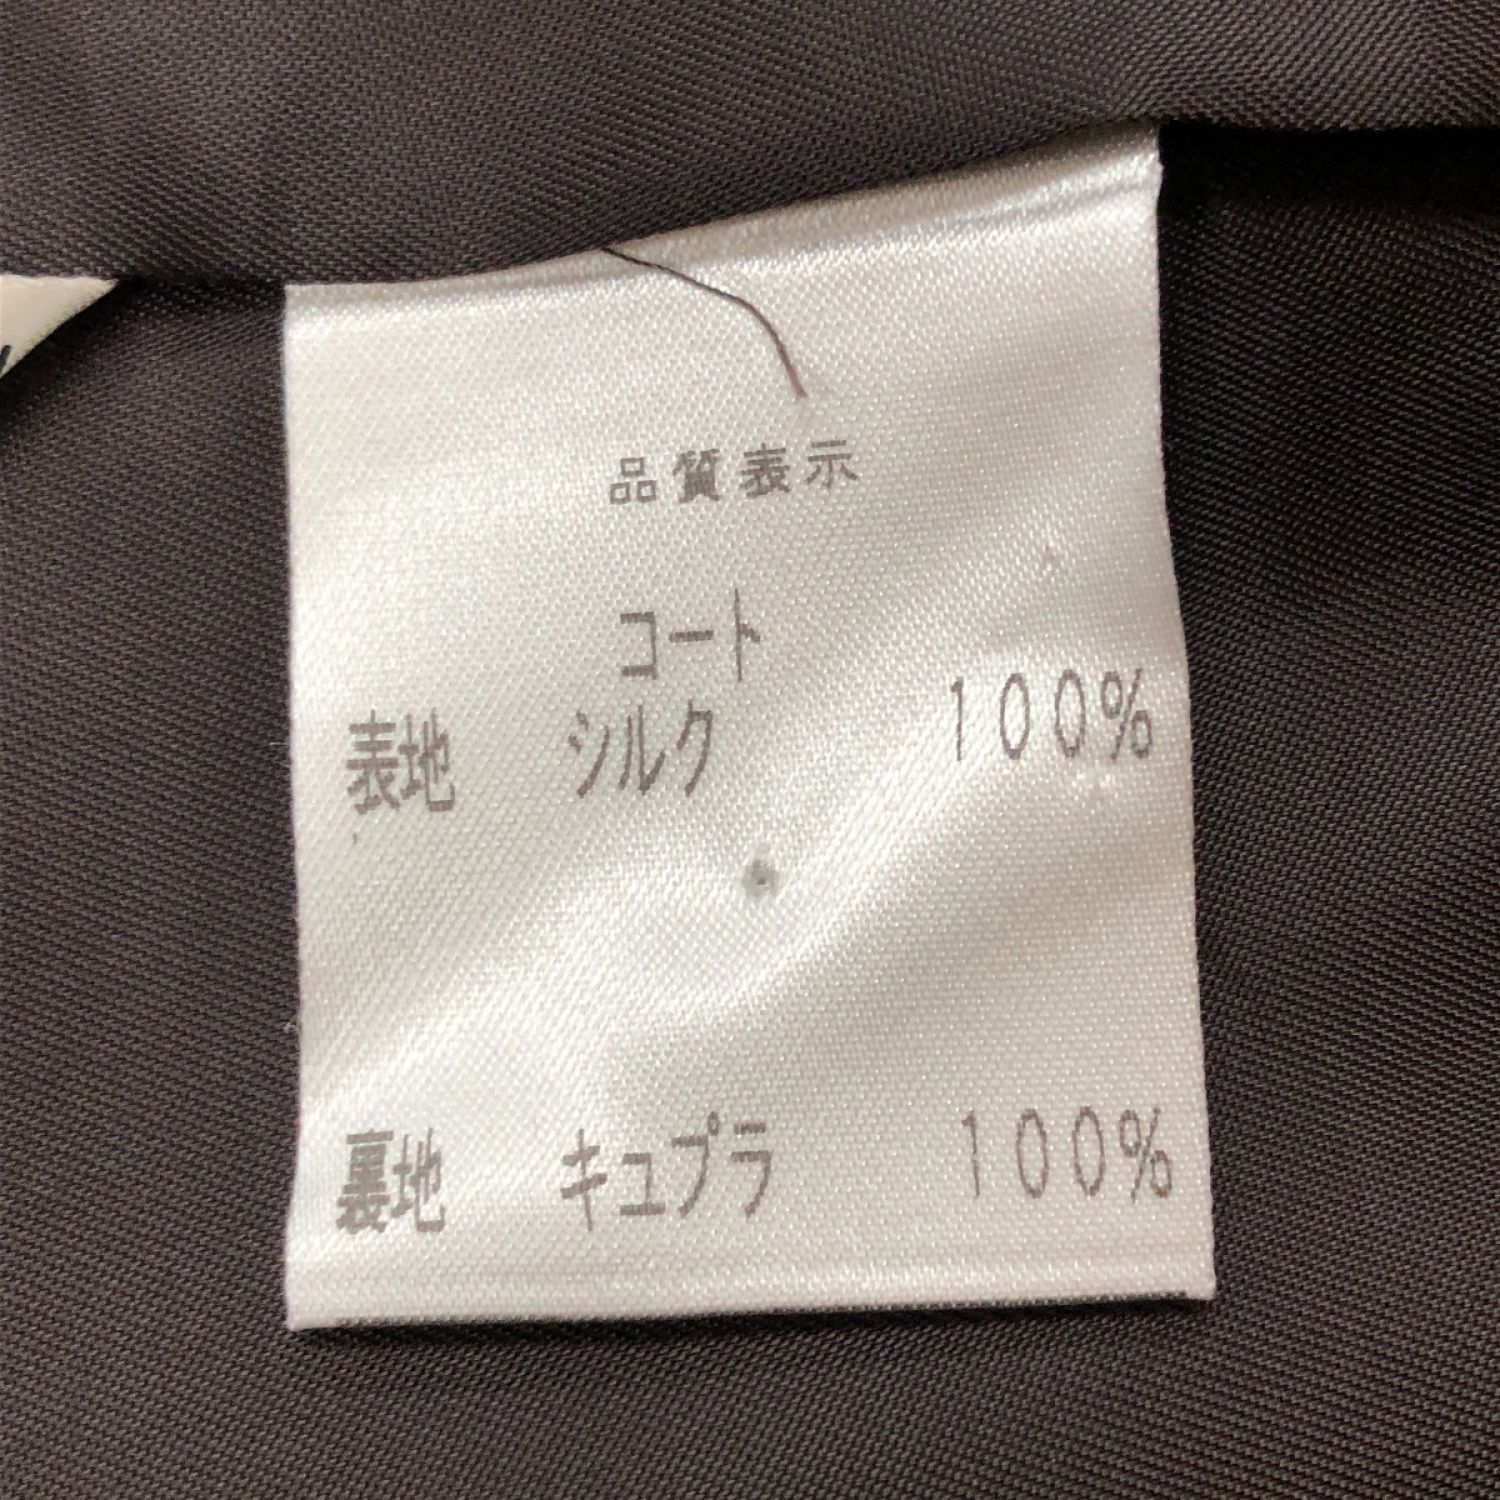 品質表示
コート
表地 シルク 100%
裏地 キュプラ 100%